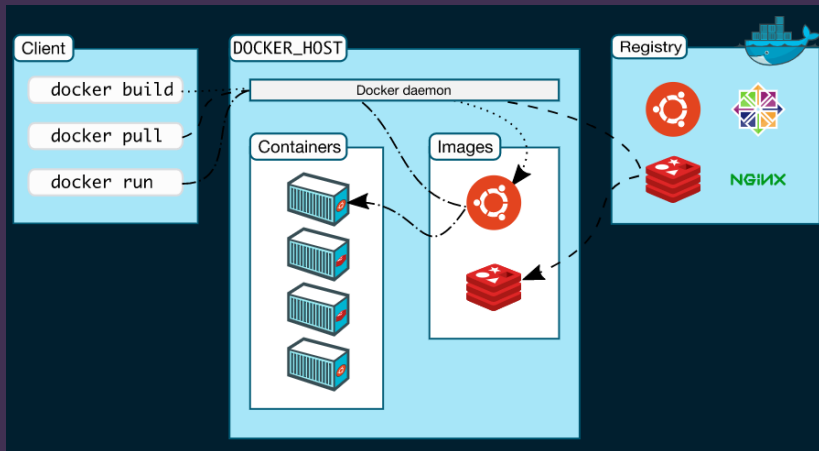 Client
docker build
docker pull
docker run
DOCKER_HOST
Docker daemon
Containers
Images
Registry
NGINX